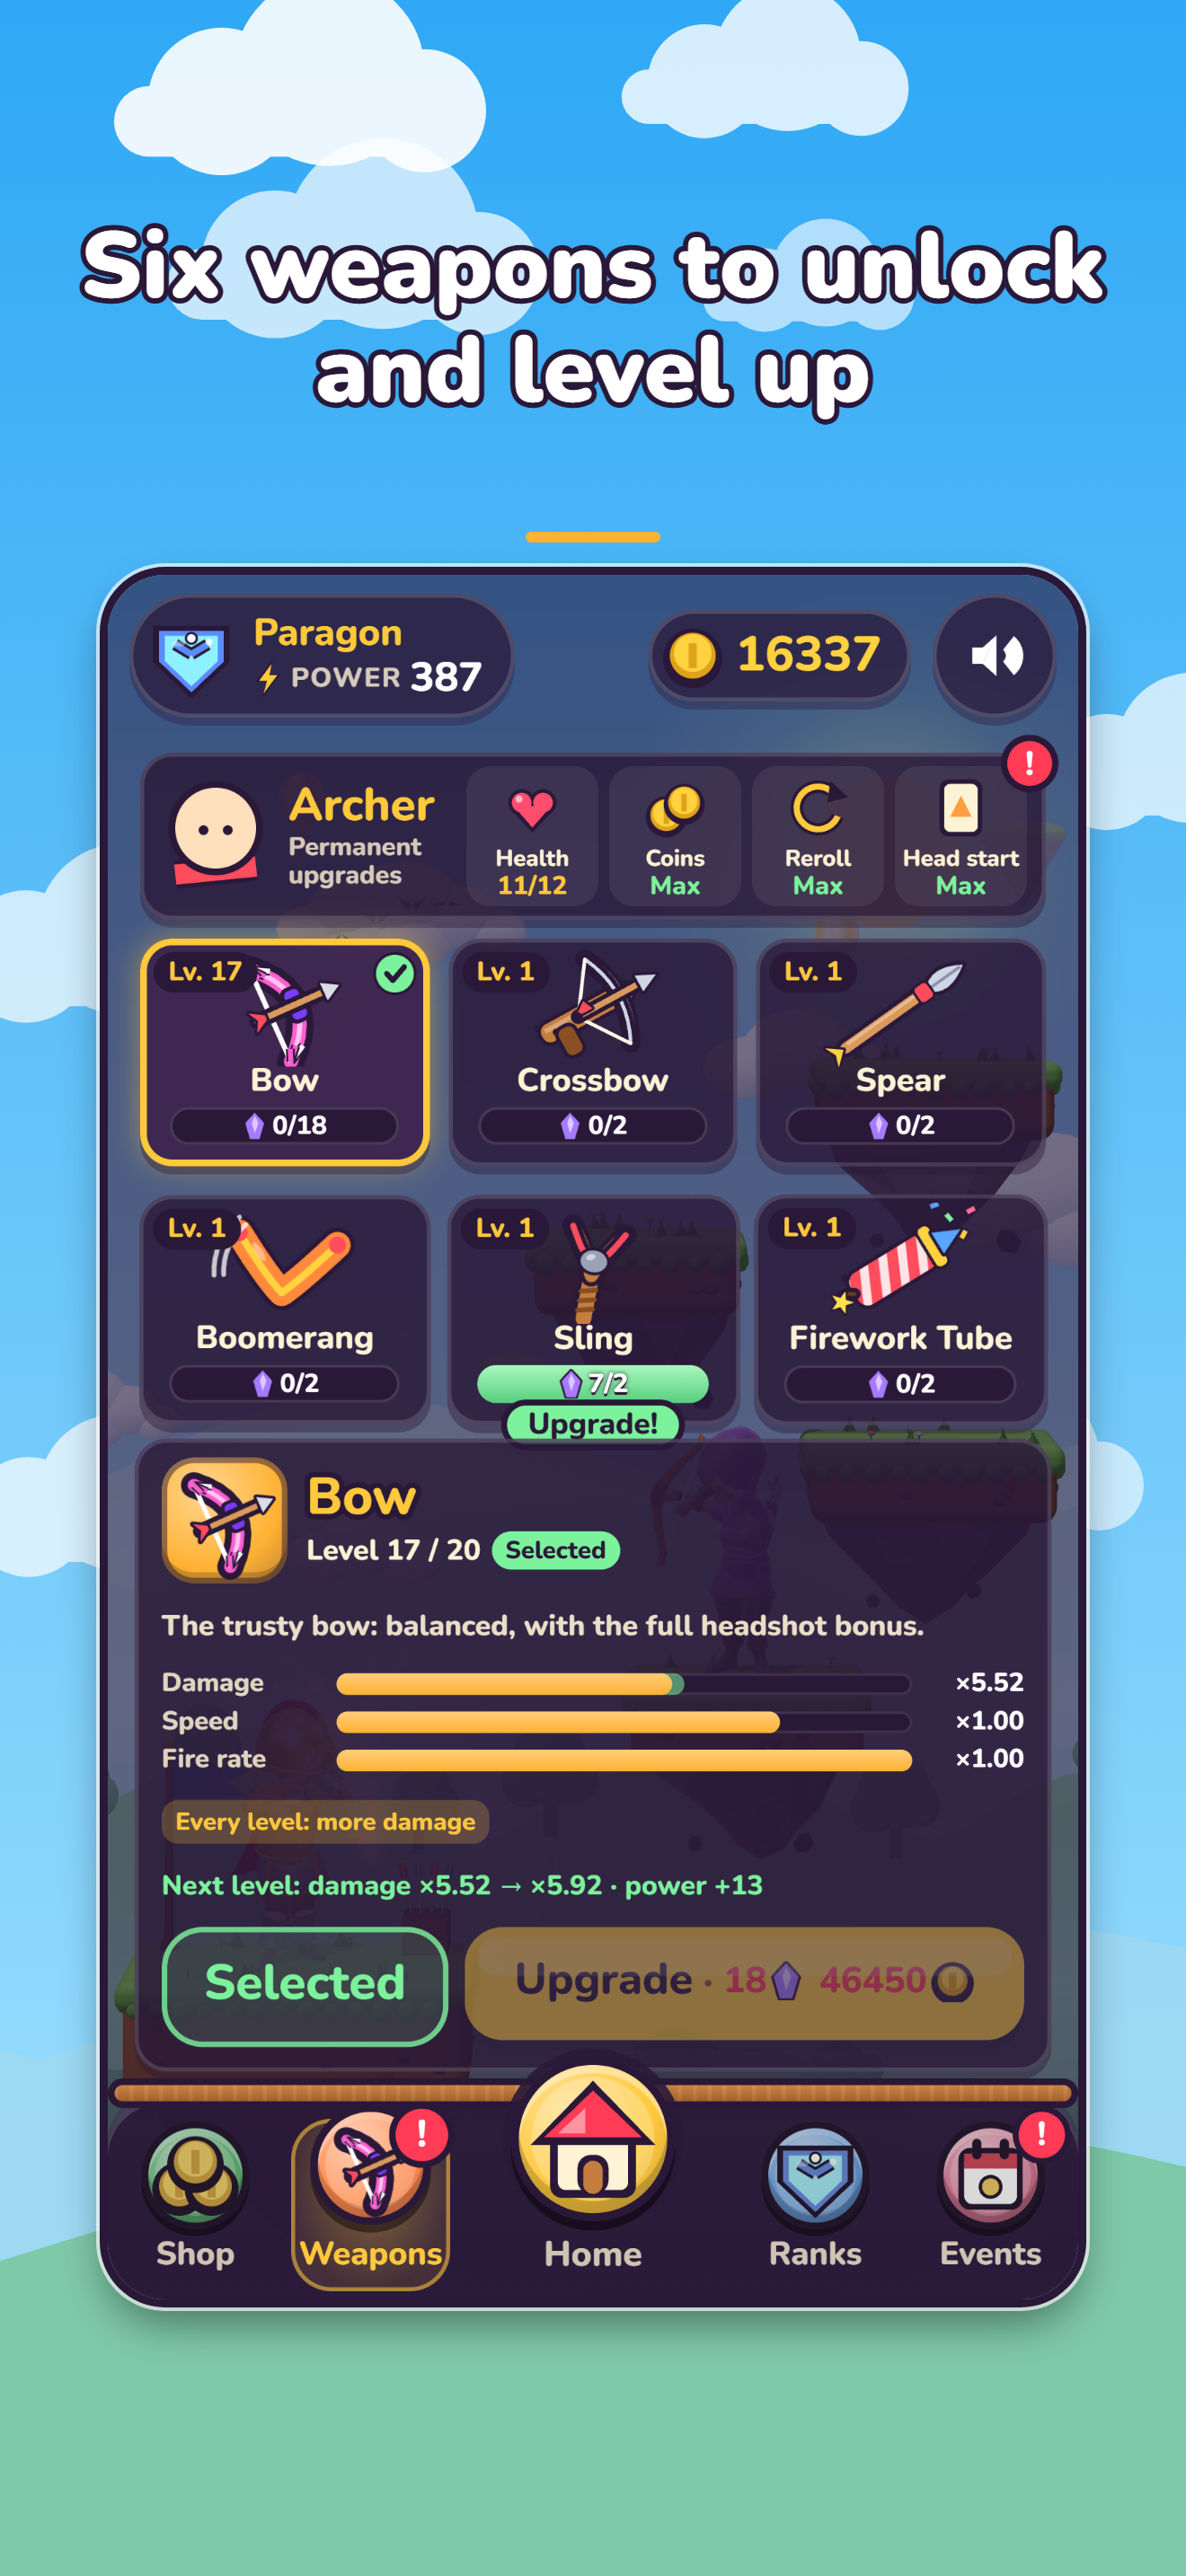 Six weapons to unlock
and level up
Paragon
POWER 387
16337
!
Archer
Permanent
upgrades
Health
11/12
Coins
Max
Reroll
Max
Head start
Max
Lv. 17
Bow
0/18
Lv. 1
Crossbow
0/2
Lv. 1
Spear
0/2
Lv. 1
Boomerang
0/2
Lv. 1
Sling
7/2
Upgrade!
Lv. 1
Firework Tube
0/2
Bow
Level 17 / 20 Selected
The trusty bow: balanced, with the full headshot bonus.
Damage ×5.52
Speed ×1.00
Fire rate ×1.00
Every level: more damage
Next level: damage ×5.52 → ×5.92 · power +13
Selected
Upgrade · 18 46450
!
!
Shop
Weapons
Home
Ranks
Events